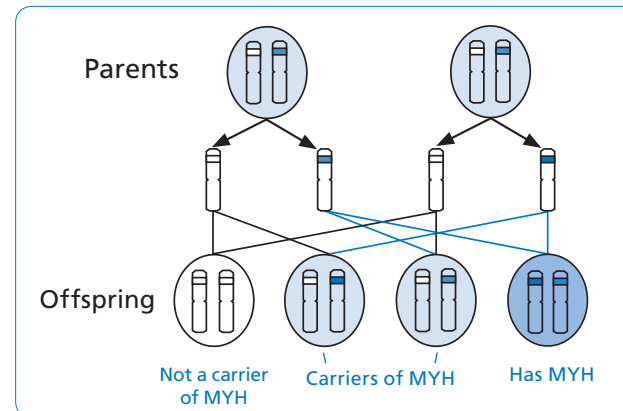 Parents
Offspring
Not a carrier
of MYH
Carriers of MYH
Has MYH